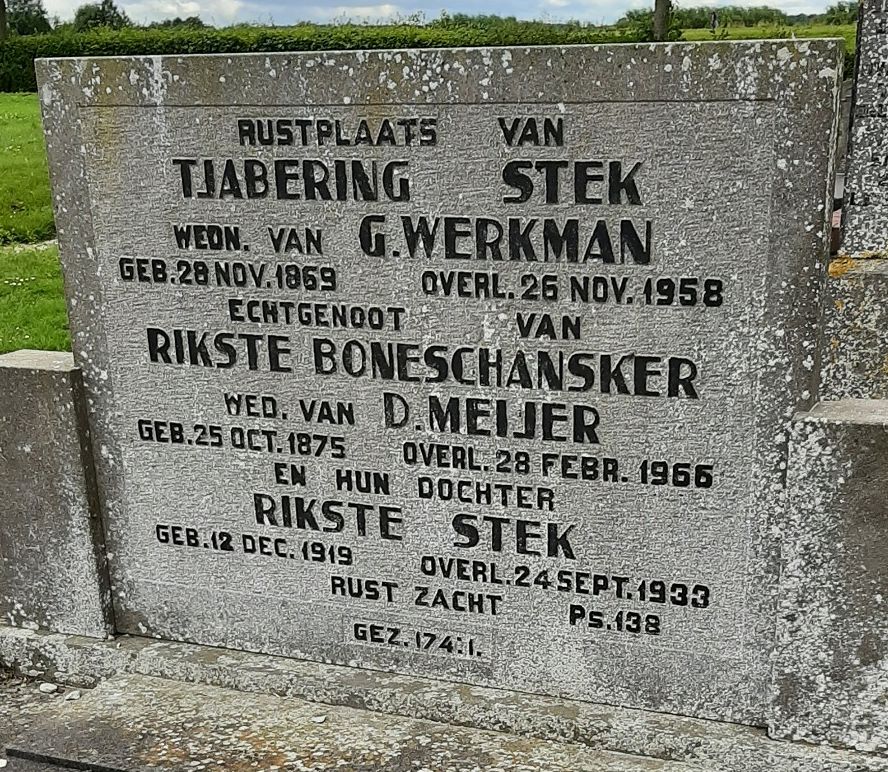 RUSTPLAATS VAN
TJABERING STEK
WEDN. VAN G. WERKMAN
GEB. 28 NOV. 1869 OVERL. 26 NOV. 1958
ECHTGENOOT VAN
RIKSTE BONESCHANSKER
WED. VAN D. MEIJER
GEB. 25 OCT. 1875 OVERL. 28 FEBR. 1966
EN HUN DOCHTER
RIKSTE STEK
GEB. 12 DEC. 1919 OVERL. 24 SEPT. 1933
RUST ZACHT PS. 138
GEZ. 174:1.